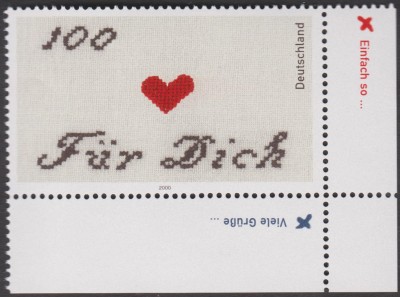 100
Deutschland
Einfach so ...
Für Dich
2000
Viele Grüße ...